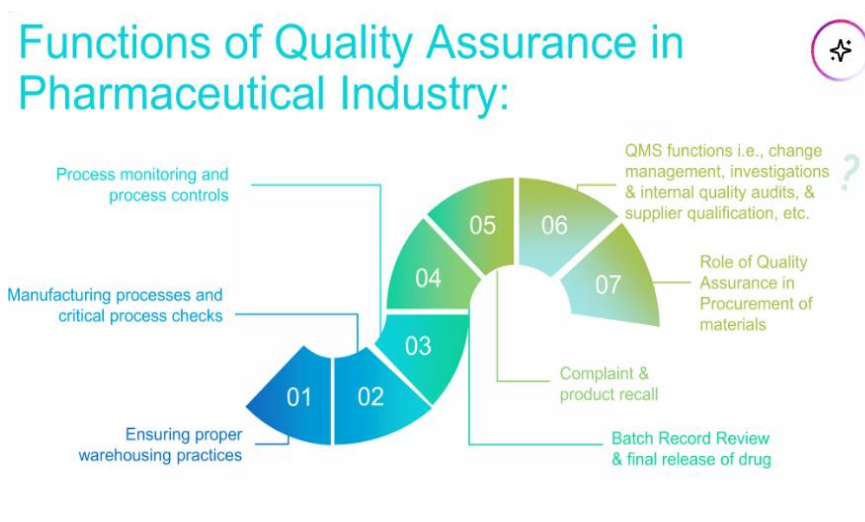 Functions of Quality Assurance in
Pharmaceutical Industry:
Process monitoring and
process controls
Manufacturing processes and
critical process checks
Ensuring proper
warehousing practices
01
02
03
04
05
06
07
QMS functions i.e., change
management, investigations
& internal quality audits, &
supplier qualification, etc.
?
Role of Quality
Assurance in
Procurement of
materials
Complaint &
product recall
Batch Record Review
& final release of drug